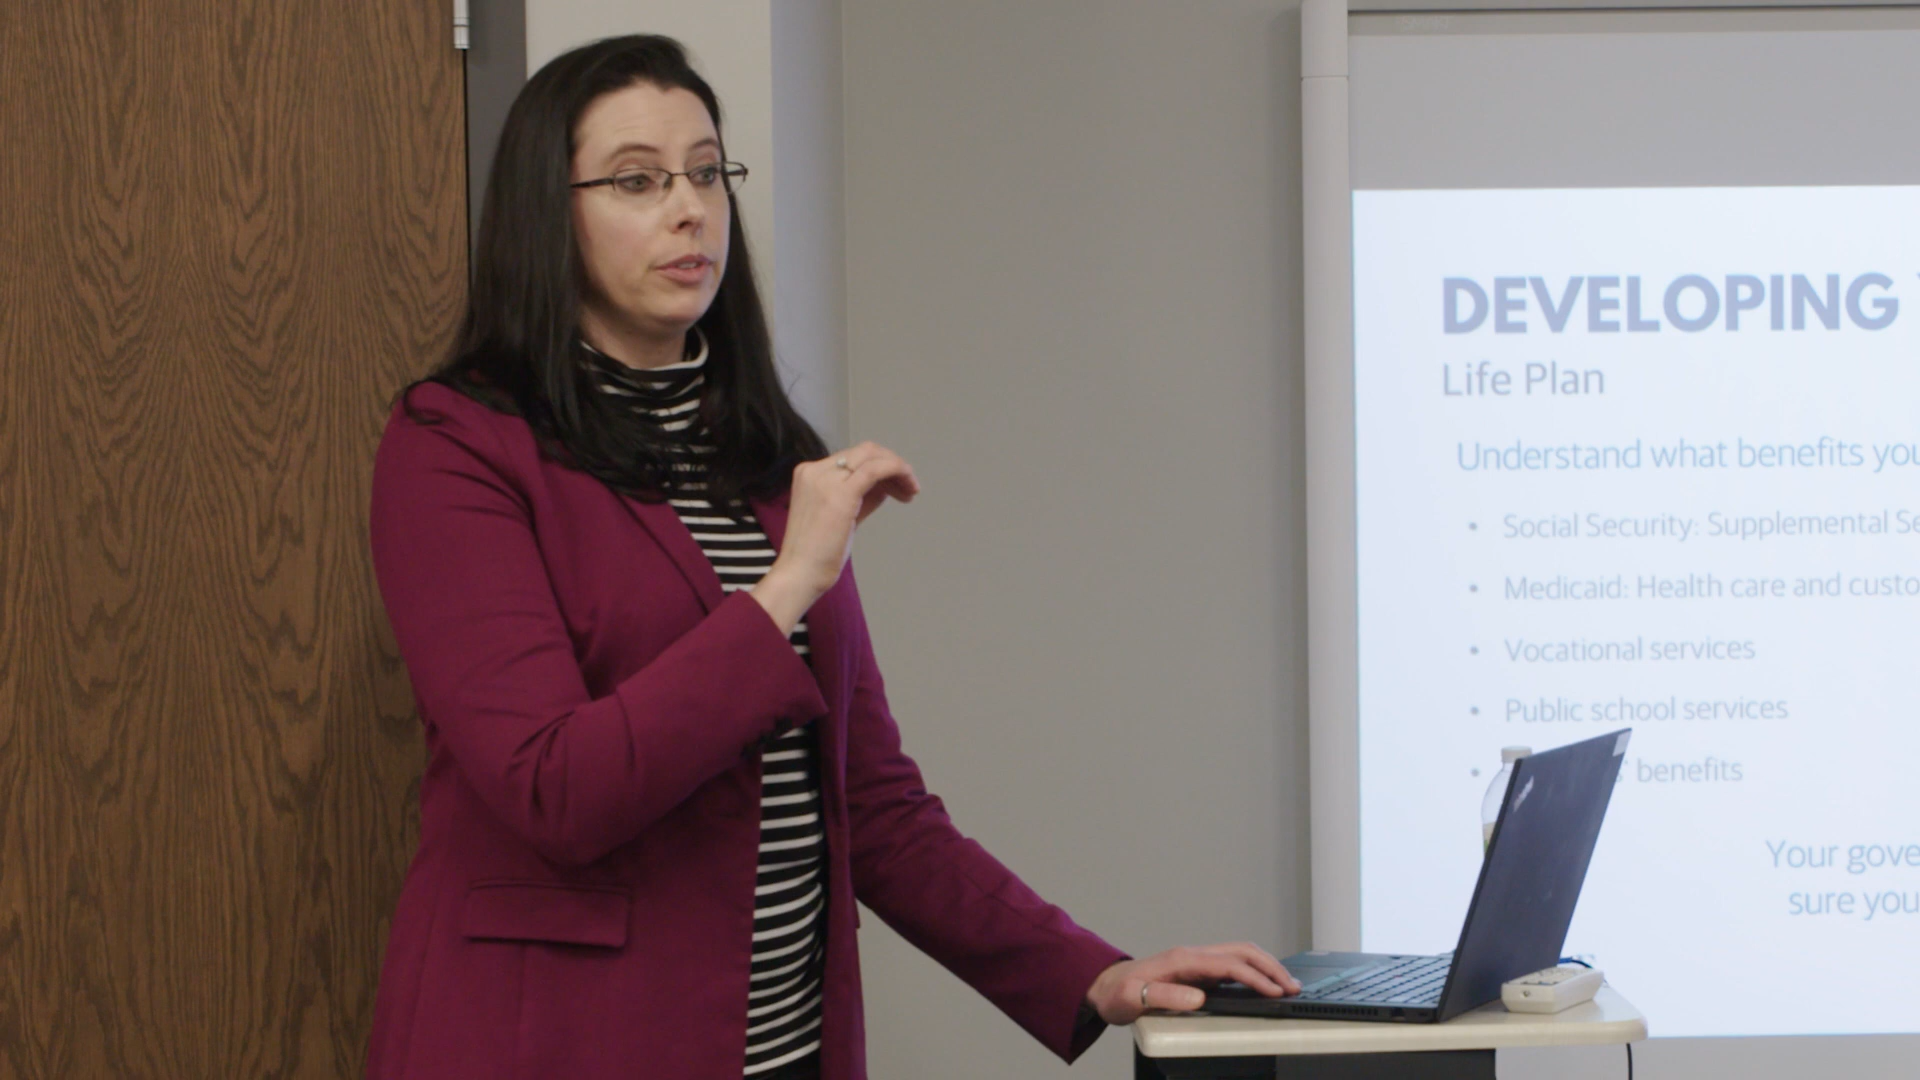 DEVELOPING
Life Plan
Understand what benefits you
• Social Security: Supplemental Se
• Medicaid: Health care and custo
• Vocational services
• Public school services
• benefits
Your gove
sure you